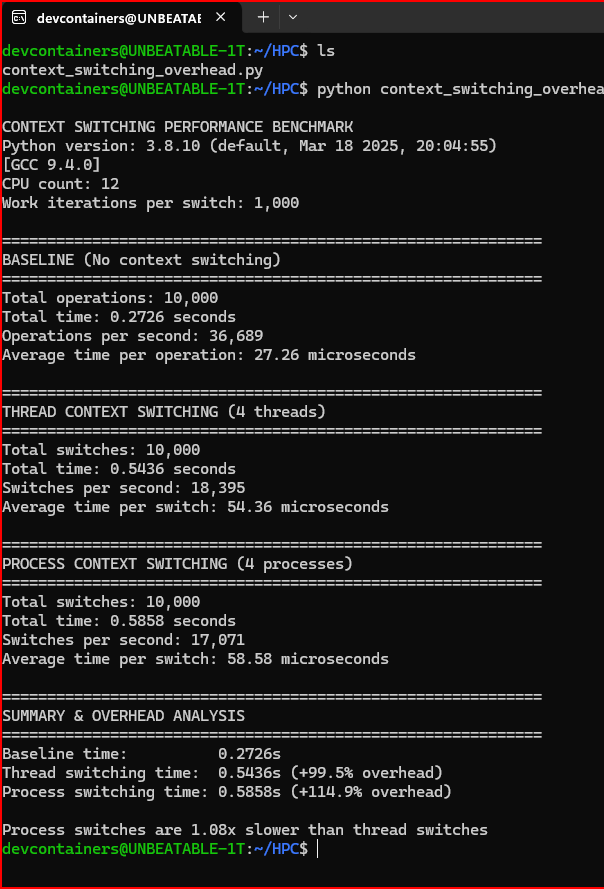 devcontainers@UNBEATAE
devcontainers@UNBEATABLE-1T:~/HPC$ ls
context_switching_overhead.py
devcontainers@UNBEATABLE-1T:~/HPC$ python context_switching_overhea
CONTEXT SWITCHING PERFORMANCE BENCHMARK
Python version: 3.8.10 (default, Mar 18 2025, 20:04:55)
[GCC 9.4.0]
CPU count: 12
Work iterations per switch: 1,000
============================================================
BASELINE (No context switching)
============================================================
Total operations: 10,000
Total time: 0.2726 seconds
Operations per second: 36,689
Average time per operation: 27.26 microseconds
============================================================
THREAD CONTEXT SWITCHING (4 threads)
============================================================
Total switches: 10,000
Total time: 0.5436 seconds
Switches per second: 18,395
Average time per switch: 54.36 microseconds
============================================================
PROCESS CONTEXT SWITCHING (4 processes)
============================================================
Total switches: 10,000
Total time: 0.5858 seconds
Switches per second: 17,071
Average time per switch: 58.58 microseconds
============================================================
SUMMARY & OVERHEAD ANALYSIS
============================================================
Baseline time:          0.2726s
Thread switching time:  0.5436s (+99.5% overhead)
Process switching time: 0.5858s (+114.9% overhead)
Process switches are 1.08x slower than thread switches
devcontainers@UNBEATABLE-1T:~/HPC$